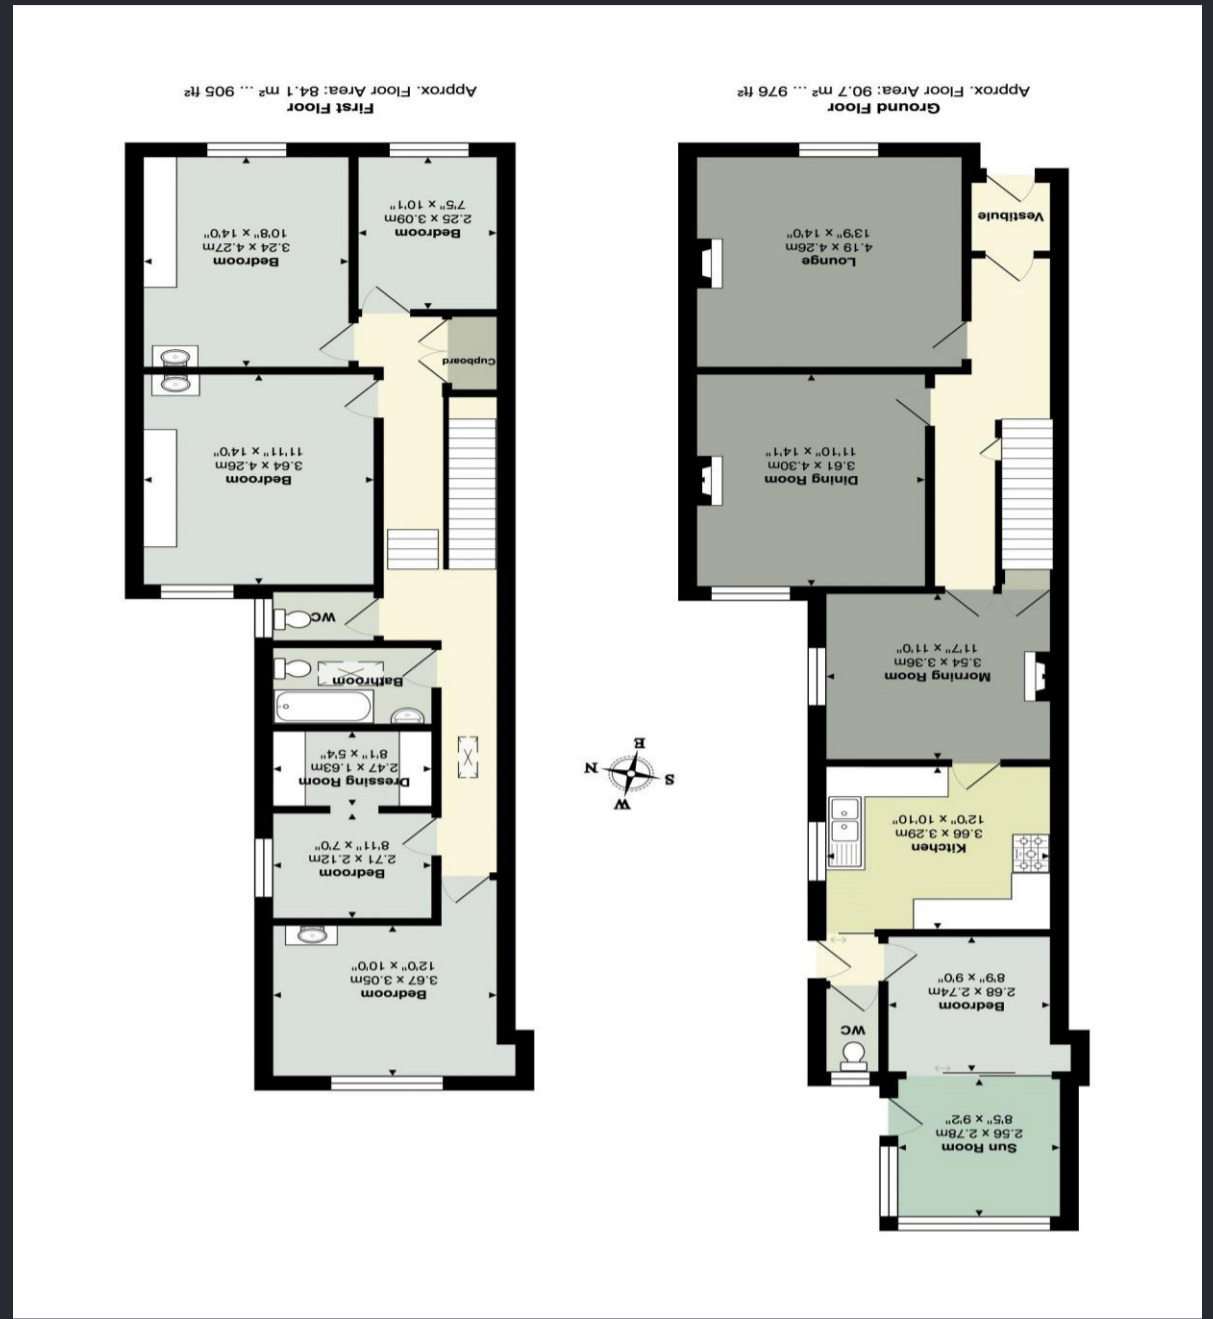 Sun Room
2.56 x 2.78m
8'5" x 9'2"
WC
Bedroom
2.68 x 2.74m
8'9" x 9'0"
Kitchen
3.66 x 3.29m
12'0" x 10'10"
Morning Room
3.54 x 3.36m
11'7" x 11'0"
Dining Room
3.61 x 4.30m
11'10" x 14'1"
Lounge
4.19 x 4.26m
13'9" x 14'0"
Vestibule
Ground Floor
Approx. Floor Area: 90.7 m² ... 976 ft²
W
S
N
E
Bedroom
3.67 x 3.05m
12'0" x 10'0"
Bedroom
2.71 x 2.12m
8'11" x 7'0"
Dressing Room
2.47 x 1.63m
8'1" x 5'4"
Bathroom
WC
Bedroom
3.64 x 4.26m
11'11" x 14'0"
Cupboard
Bedroom
2.25 x 3.09m
7'5" x 10'1"
Bedroom
3.24 x 4.27m
10'8" x 14'0"
First Floor
Approx. Floor Area: 84.1 m² ... 905 ft²